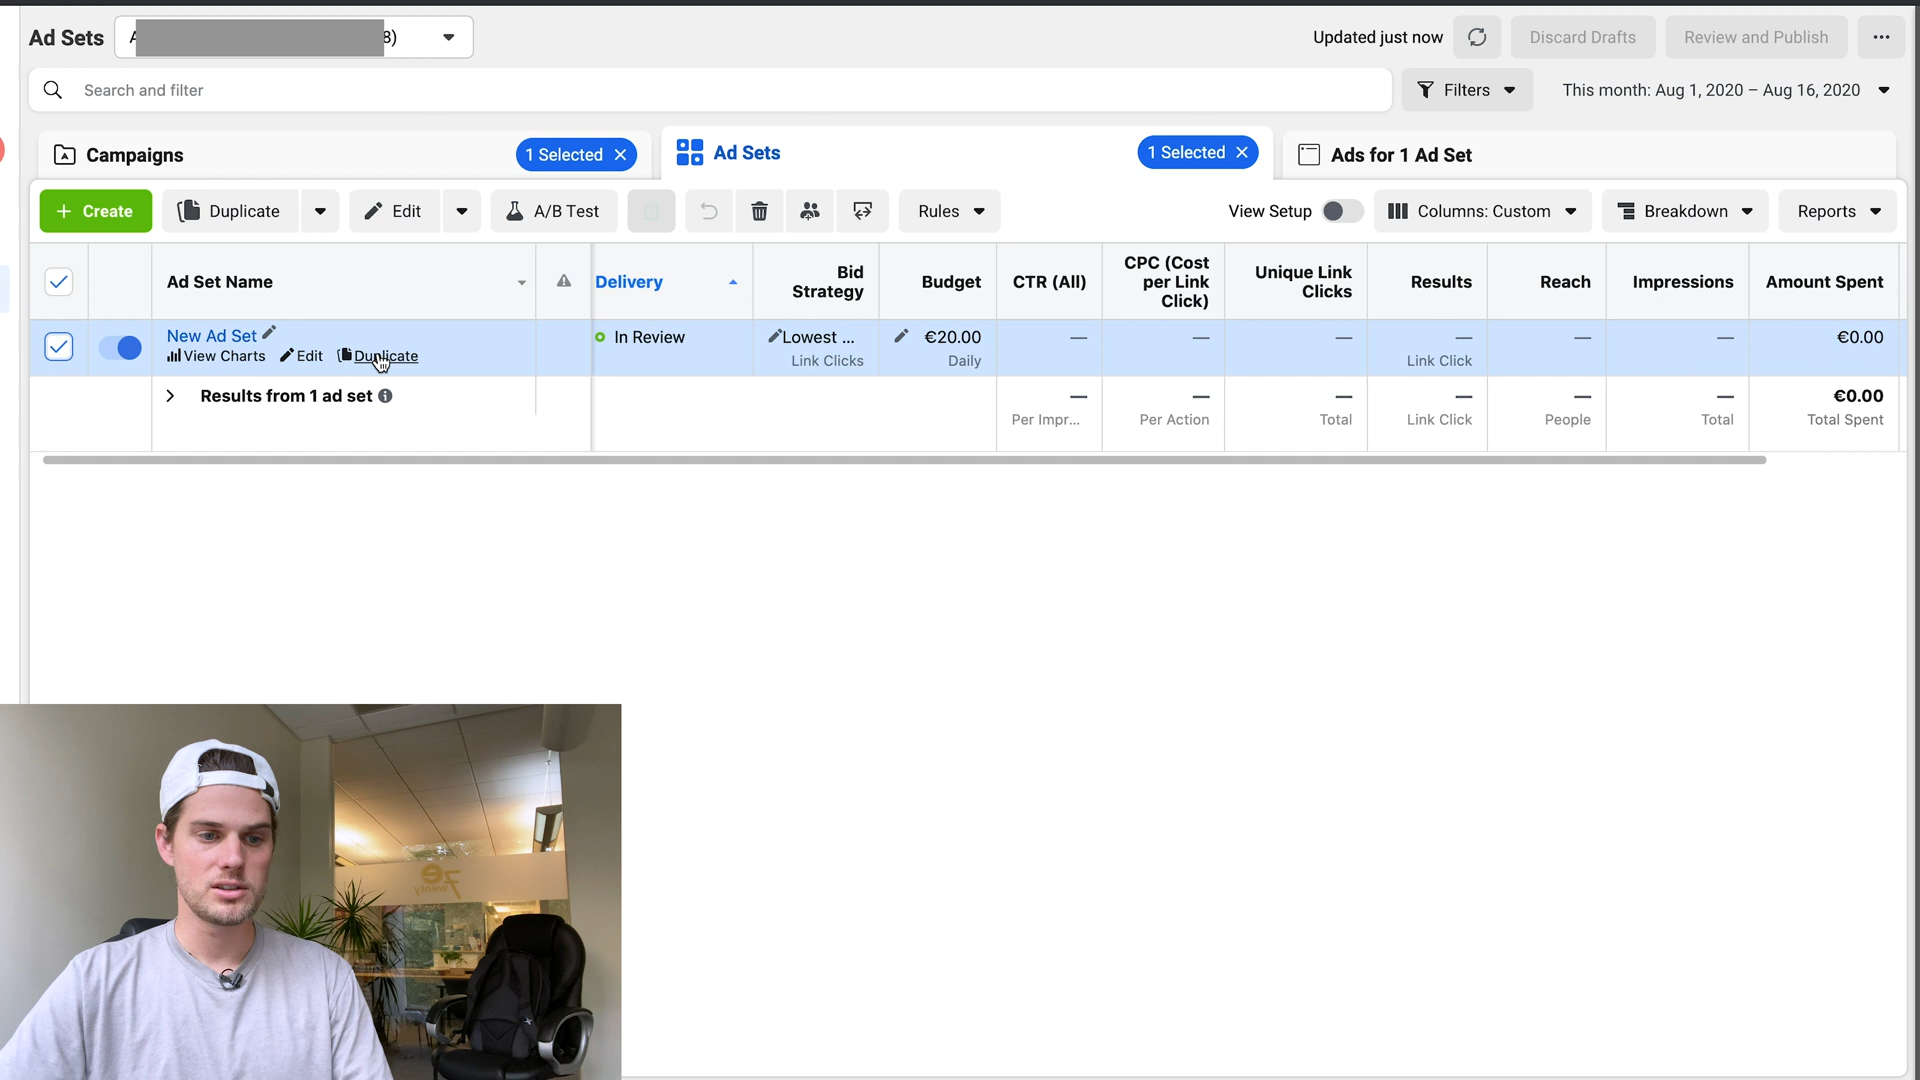 Ad Sets
8)
Updated just now
Discard Drafts
Review and Publish
Search and filter
Filters
This month: Aug 1, 2020 – Aug 16, 2020
Campaigns
1 Selected
Ad Sets
1 Selected
Ads for 1 Ad Set
+ Create
Duplicate
Edit
A/B Test
Rules
View Setup
Columns: Custom
Breakdown
Reports
Ad Set Name
Delivery
Bid
Strategy
Budget
CTR (All)
CPC (Cost
per Link
Click)
Unique Link
Clicks
Results
Reach
Impressions
Amount Spent
New Ad Set
View Charts
Edit
Duplicate
In Review
Lowest ...
Link Clicks
€20.00
Daily
—
—
—
—
Link Click
—
—
€0.00
Results from 1 ad set
—
Per Impr...
—
Per Action
—
Total
—
Link Click
—
People
—
Total
€0.00
Total Spent
7wenty